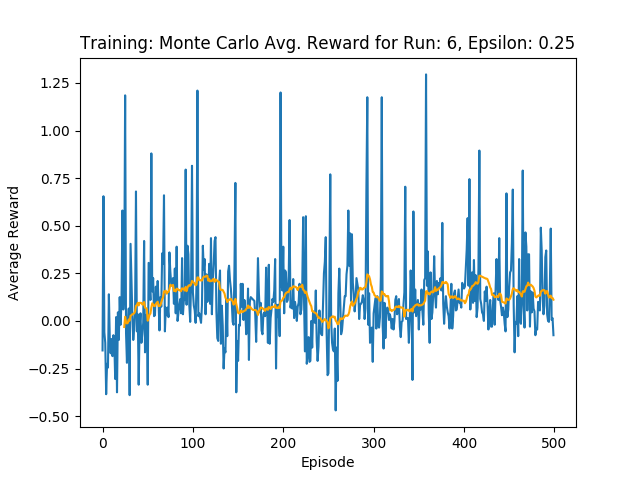 Training: Monte Carlo Avg. Reward for Run: 6, Epsilon: 0.25
1.25
1.00
0.75
0.50
0.25
0.00
−0.25
−0.50
Average Reward
0 100 200 300 400 500
Episode